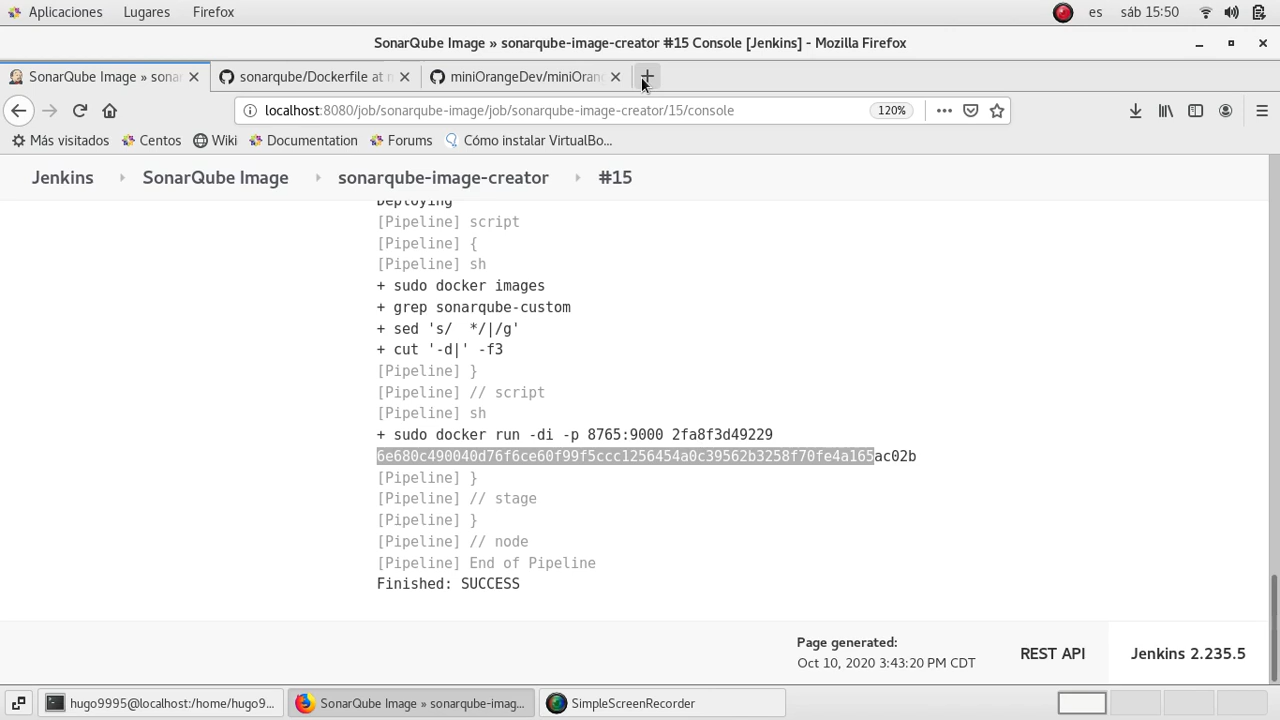 Aplicaciones Lugares Firefox es sáb 15:50
SonarQube Image » sonarqube-image-creator #15 Console [Jenkins] - Mozilla Firefox
SonarQube Image » sona sonarqube/Dockerfile at miniOrangeDev/miniOran
localhost:8080/job/sonarqube-image/job/sonarqube-image-creator/15/console 120%
Más visitados Centos Wiki Documentation Forums Cómo instalar VirtualBo...
Jenkins SonarQube Image sonarqube-image-creator #15
Deploying
[Pipeline] script
[Pipeline] {
[Pipeline] sh
+ sudo docker images
+ grep sonarqube-custom
+ sed 's/  */|/g'
+ cut '-d|' -f3
[Pipeline] }
[Pipeline] // script
[Pipeline] sh
+ sudo docker run -di -p 8765:9000 2fa8f3d49229
6e680c490040d76f6ce60f99f5ccc1256454a0c39562b3258f70fe4a165ac02b
[Pipeline] }
[Pipeline] // stage
[Pipeline] }
[Pipeline] // node
[Pipeline] End of Pipeline
Finished: SUCCESS
Page generated:
Oct 10, 2020 3:43:20 PM CDT
REST API Jenkins 2.235.5
hugo9995@localhost:/home/hugo9... SonarQube Image » sonarqube-imag... SimpleScreenRecorder